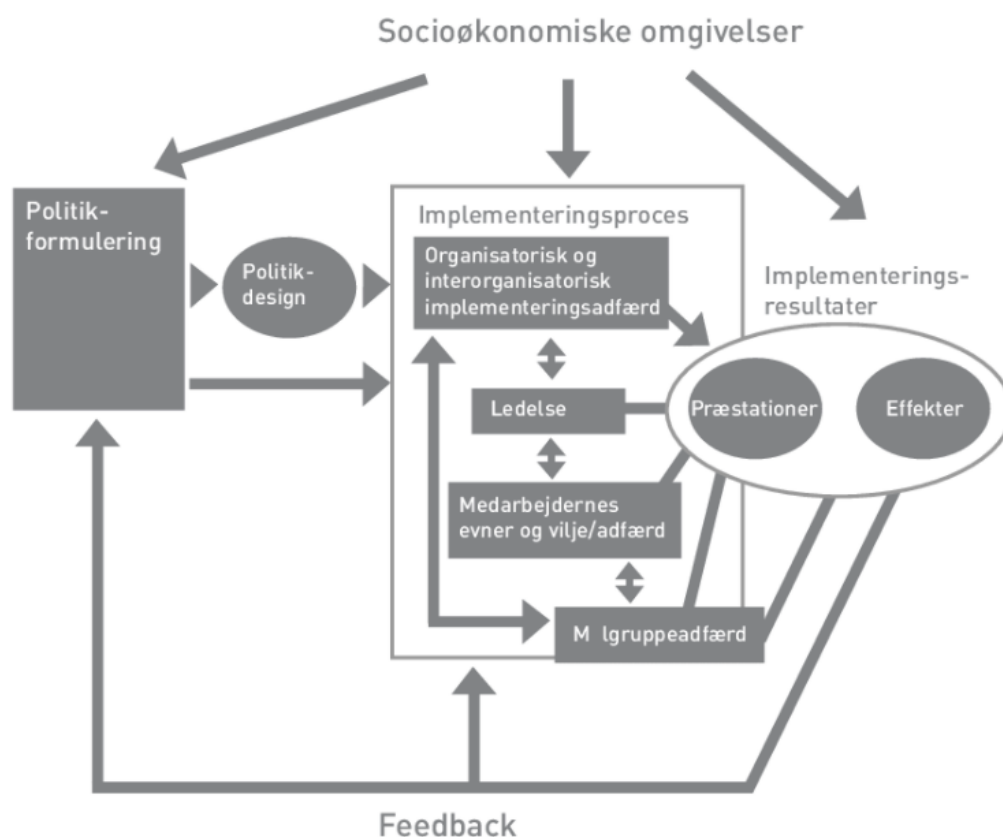 Socioøkonomiske omgivelser
Politik-
formulering
Politik-
design
Implementeringsproces
Organisatorisk og
interorganisatorisk
implementeringsadfærd
Ledelse
Medarbejdernes
evner og vilje/adfærd
M lgruppeadfærd
Implementerings-
resultater
Præstationer
Effekter
Feedback